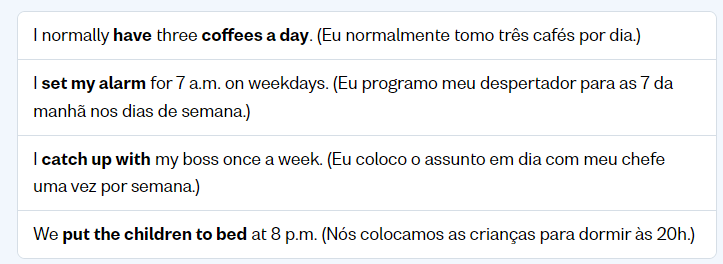 I normally have three coffees a day. (Eu normalmente tomo três cafés por dia.)
I set my alarm for 7 a.m. on weekdays. (Eu programo meu despertador para as 7 da
manhã nos dias de semana.)
I catch up with my boss once a week. (Eu coloco o assunto em dia com meu chefe
uma vez por semana.)
We put the children to bed at 8 p.m. (Nós colocamos as crianças para dormir às 20h.)